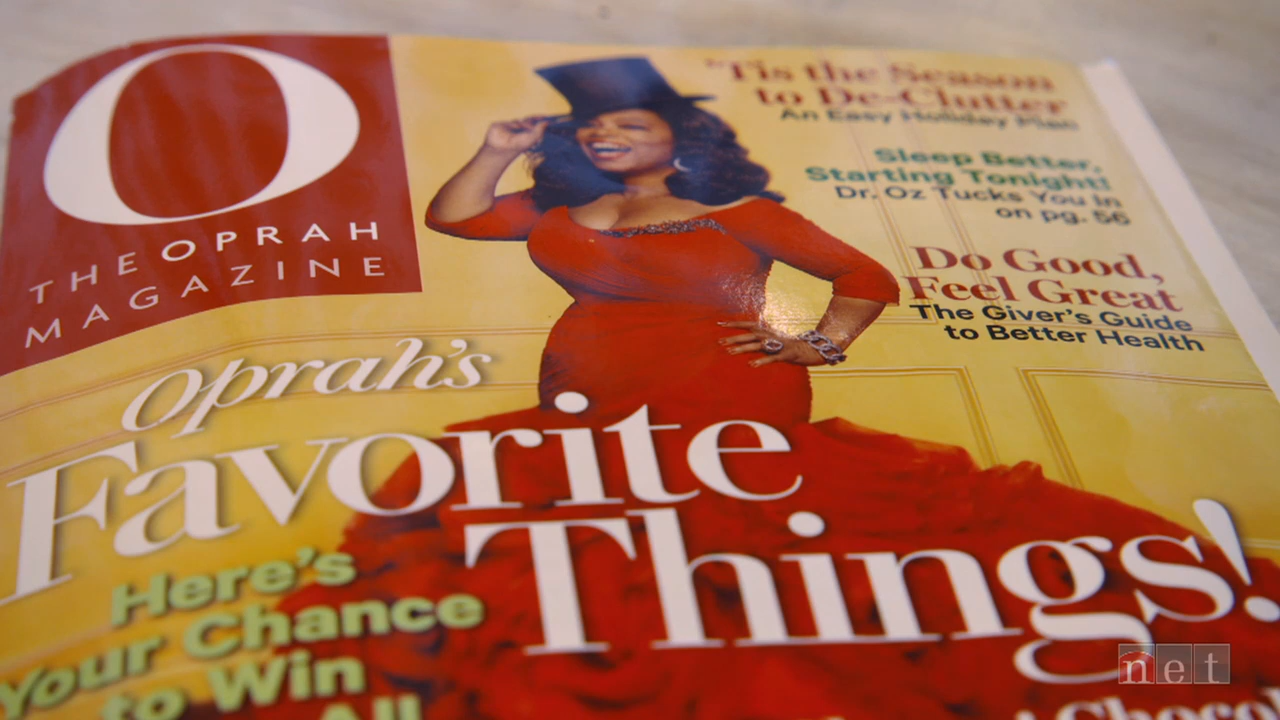 O
THE OPRAH
MAGAZINE
'Tis the Season
to De-Clutter
An Easy Holiday Plan
Sleep Better,
Starting Tonight!
Dr. Oz Tucks You In
on pg. 56
Do Good,
Feel Great
The Giver's Guide
to Better Health
Oprah's
Favorite
Things!
Here's
Your Chance
to Win
All
net